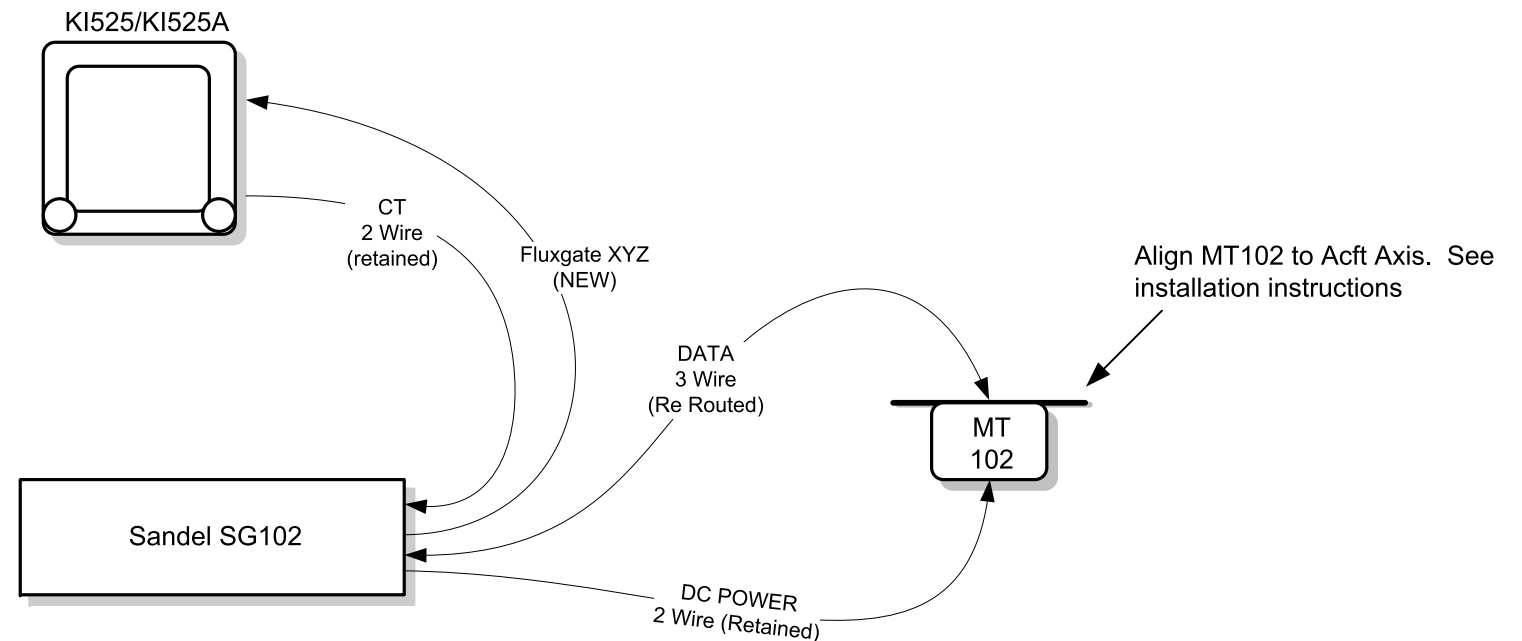 KI525/KI525A
CT
2 Wire
(retained)
Fluxgate XYZ
(NEW)
Align MT102 to Acft Axis.  See
installation instructions
DATA
3 Wire
(Re Routed)
MT
102
Sandel SG102
DC POWER
2 Wire (Retained)